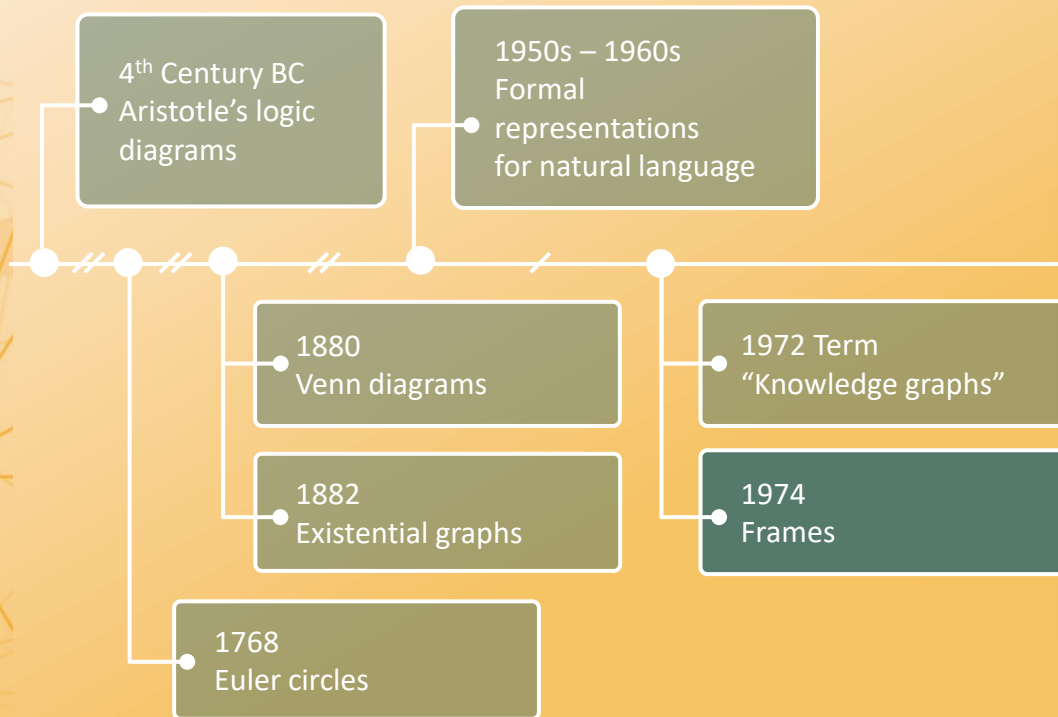 4th Century BC
Aristotle’s logic
diagrams
1950s – 1960s
Formal
representations
for natural language
1880
Venn diagrams
1972 Term
“Knowledge graphs”
1882
Existential graphs
1974
Frames
1768
Euler circles